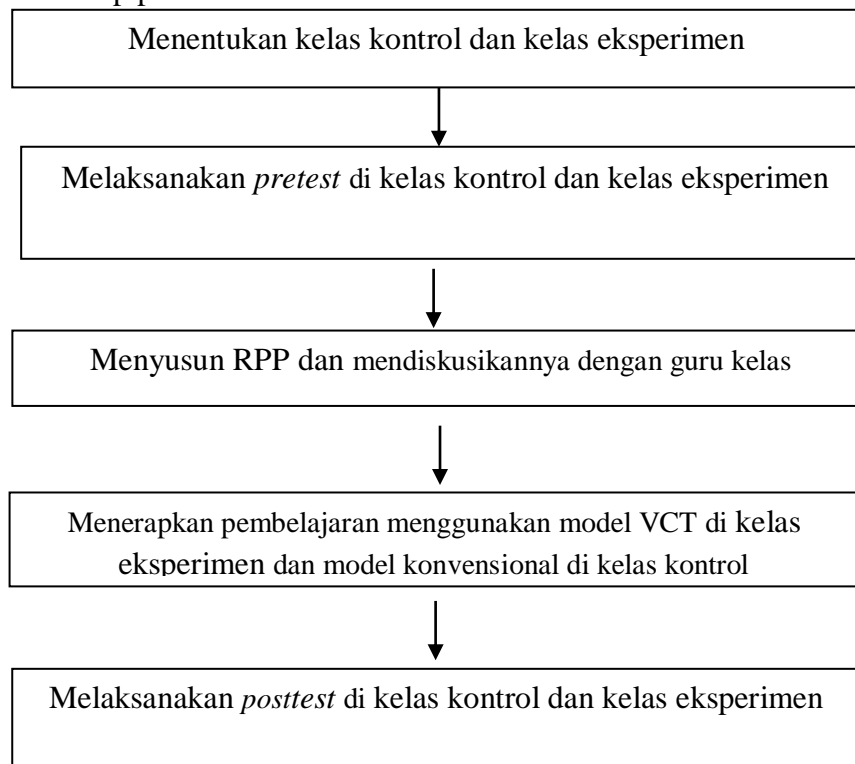 Menentukan kelas kontrol dan kelas eksperimen
Melaksanakan pretest di kelas kontrol dan kelas eksperimen
Menyusun RPP dan mendiskusikannya dengan guru kelas
Menerapkan pembelajaran menggunakan model VCT di kelas
eksperimen dan model konvensional di kelas kontrol
Melaksanakan posttest di kelas kontrol dan kelas eksperimen